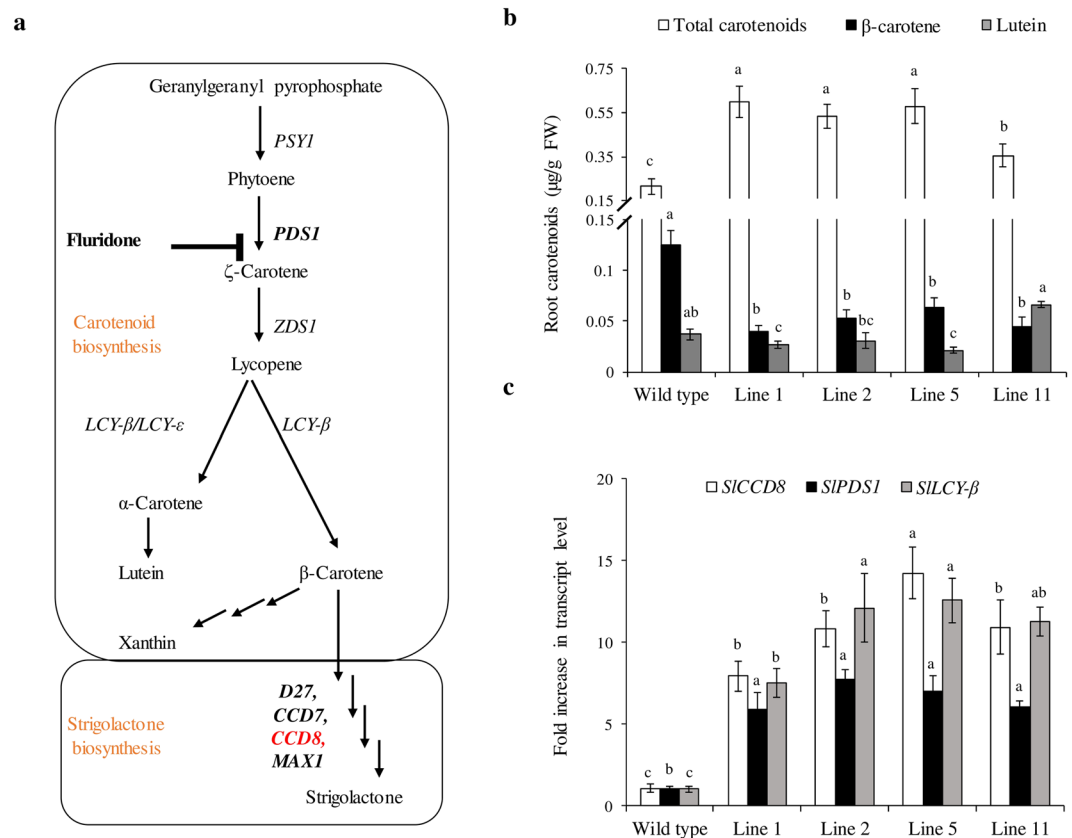 a
Geranylgeranyl pyrophosphate
PSY1
Phytoene
Fluridone
PDS1
ζ-Carotene
Carotenoid
biosynthesis
ZDS1
Lycopene
LCY-β/LCY-ε
LCY-β
α-Carotene
Lutein
β-Carotene
Xanthin
Strigolactone
biosynthesis
D27,
CCD7,
CCD8,
MAX1
Strigolactone
b
Total carotenoids β-carotene Lutein
Root carotenoids (µg/g FW)
0.75
0.55
0.35
0.15
0.15
0.1
0.05
0
c a ab
a b c
a b bc
a b c
b b a
Wild type Line 1 Line 2 Line 5 Line 11
c
SlCCD8 SlPDS1 SlLCY-β
Fold increase in transcript level
20
15
10
5
0
c b c
b a b
b a a
a a a
b a ab
Wild type Line 1 Line 2 Line 5 Line 11